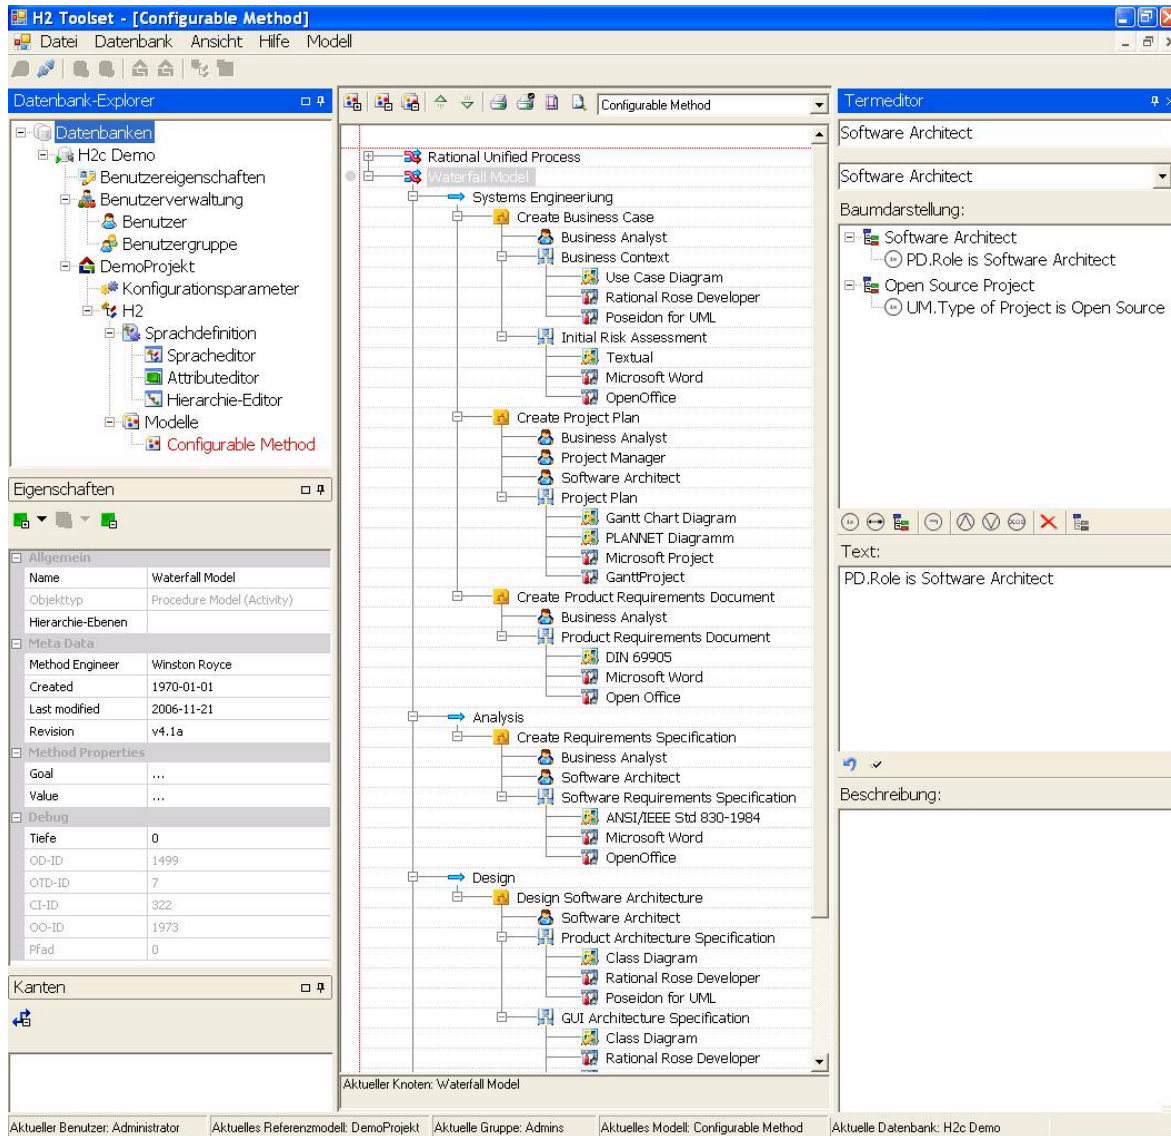 H2 Toolset - [Configurable Method]
Datei Datenbank Ansicht Hilfe Modell
Datenbank-Explorer
Datenbanken
H2c Demo
Benutzereigenschaften
Benutzerverwaltung
Benutzer
Benutzergruppe
DemoProjekt
Konfigurationsparameter
H2
Sprachdefinition
Spracheditor
Attributeditor
Hierarchie-Editor
Modelle
Configurable Method
Eigenschaften
Allgemein
Name Waterfall Model
Objekttyp Procedure Model (Activity)
Hierarchie-Ebenen
Meta Data
Method Engineer Winston Royce
Created 1970-01-01
Last modified 2006-11-21
Revision v4.1a
Method Properties
Goal ...
Value ...
Debug
Tiefe 0
OD-ID 1499
OTD-ID 7
CI-ID 322
OO-ID 1973
Pfad 0
Kanten
Configurable Method
Rational Unified Process
Waterfall Model
Systems Engineeriung
Create Business Case
Business Analyst
Business Context
Use Case Diagram
Rational Rose Developer
Poseidon for UML
Initial Risk Assessment
Textual
Microsoft Word
OpenOffice
Create Project Plan
Business Analyst
Project Manager
Software Architect
Project Plan
Gantt Chart Diagram
PLANNET Diagramm
Microsoft Project
GanttProject
Create Product Requirements Document
Business Analyst
Product Requirements Document
DIN 69905
Microsoft Word
Open Office
Analysis
Create Requirements Specification
Business Analyst
Software Architect
Software Requirements Specification
ANSI/IEEE Std 830-1984
Microsoft Word
OpenOffice
Design
Design Software Architecture
Software Architect
Product Architecture Specification
Class Diagram
Rational Rose Developer
Poseidon for UML
GUI Architecture Specification
Class Diagram
Rational Rose Developer
Aktueller Knoten: Waterfall Model
Termeditor
Software Architect
Software Architect
Baumdarstellung:
Software Architect
PD.Role is Software Architect
Open Source Project
UM.Type of Project is Open Source
Text:
PD.Role is Software Architect
Beschreibung:
Aktueller Benutzer: Administrator Aktuelles Referenzmodell: DemoProjekt Aktuelle Gruppe: Admins Aktuelles Modell: Configurable Method Aktuelle Datenbank: H2c Demo